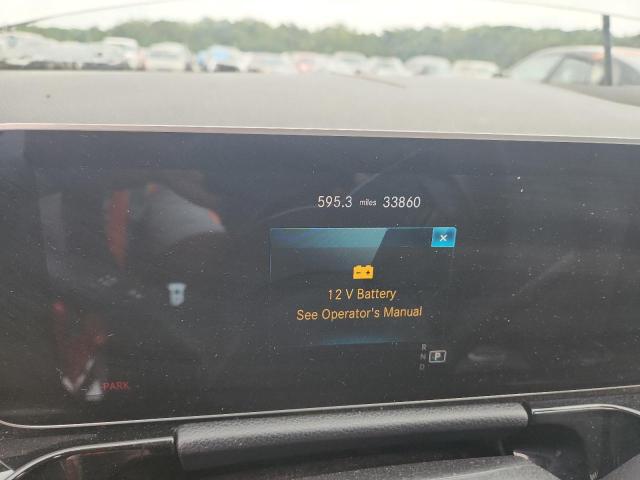 595.3 miles 33860
12 V Battery
See Operator's Manual
R
N
P
D
PARK